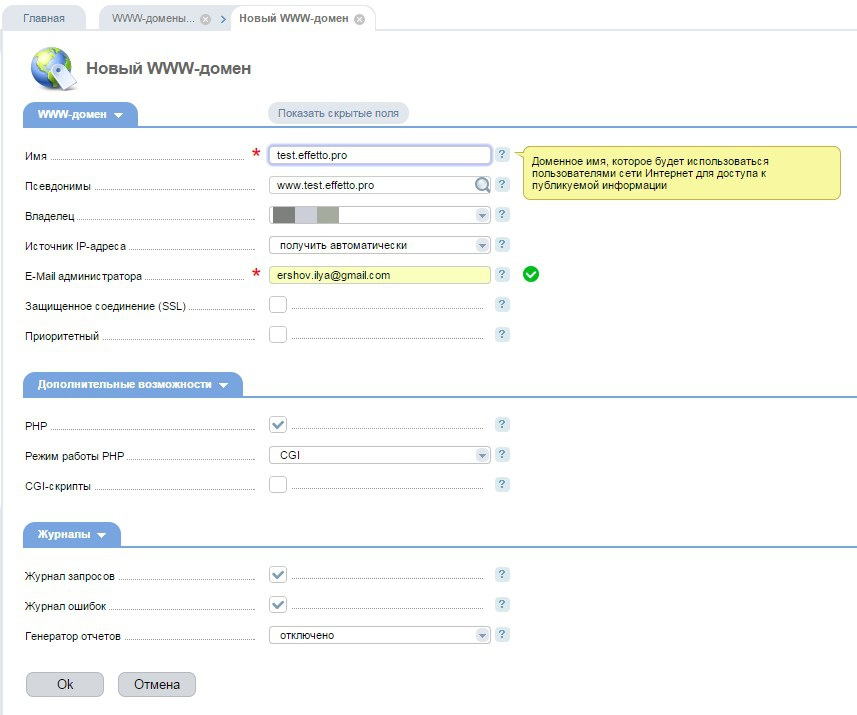 Главная
WWW-домены...
Новый WWW-домен
Новый WWW-домен
WWW-домен
Показать скрытые поля
Имя * test.effetto.pro ?
Доменное имя, которое будет использоваться
пользователями сети Интернет для доступа к
публикуемой информации
Псевдонимы www.test.effetto.pro ?
Владелец ?
Источник IP-адреса получить автоматически ?
E-Mail администратора * ershov.ilya@gmail.com ?
Защищенное соединение (SSL) ?
Приоритетный ?
Дополнительные возможности
PHP ?
Режим работы PHP CGI ?
CGI-скрипты ?
Журналы
Журнал запросов ?
Журнал ошибок ?
Генератор отчетов отключено ?
Ok
Отмена